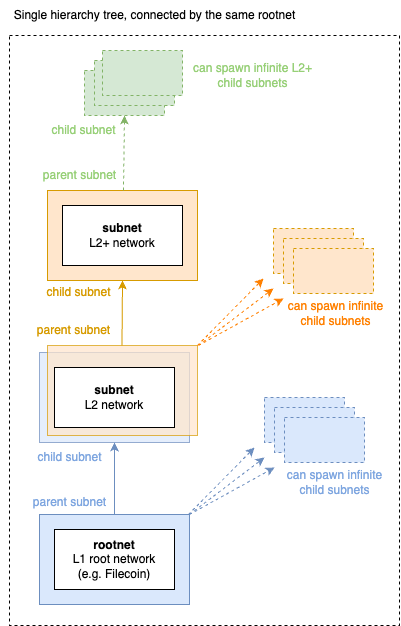 Single hierarchy tree, connected by the same rootnet
can spawn infinite L2+
child subnets
child subnet
parent subnet
subnet
L2+ network
child subnet
can spawn infinite
child subnets
parent subnet
subnet
L2 network
child subnet
can spawn infinite
child subnets
parent subnet
rootnet
L1 root network
(e.g. Filecoin)